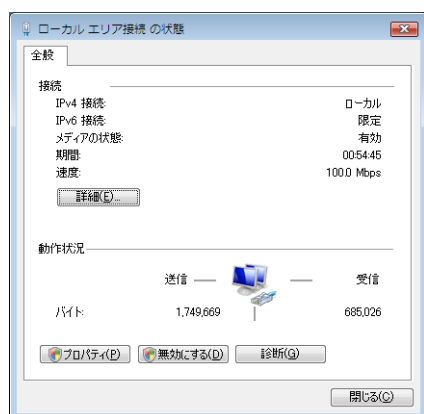 ローカル エリア接続 の状態
全般
接続
IPv4 接続: ローカル
IPv6 接続: 限定
メディアの状態: 有効
期間: 00:54:45
速度: 100.0 Mbps
詳細(E)...
動作状況
送信 受信
バイト: 1,749,669 685,026
プロパティ(P) 無効にする(D) 診断(G)
閉じる(C)